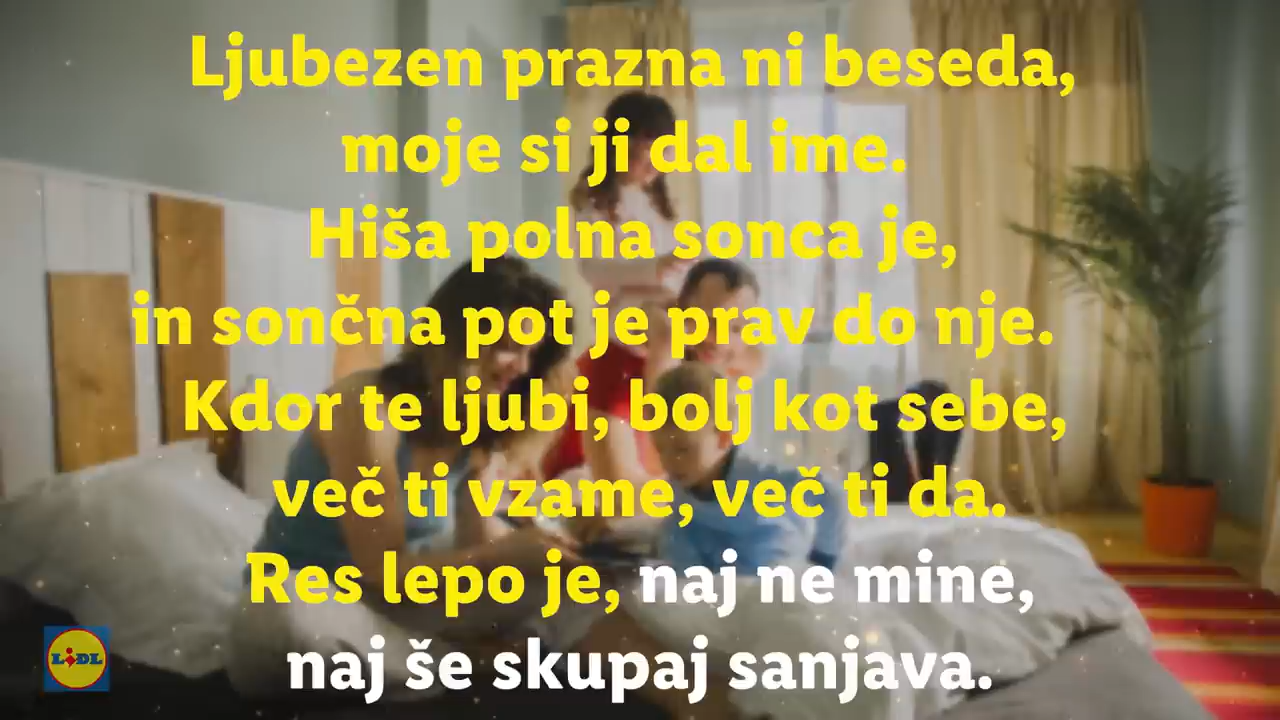 Ljubezen prazna ni beseda,
moje si ji dal ime.
Hiša polna sonca je,
in sončna pot je prav do nje.
Kdor te ljubi, bolj kot sebe,
več ti vzame, več ti da.
Res lepo je, naj ne mine,
naj še skupaj sanjava.
LIDL